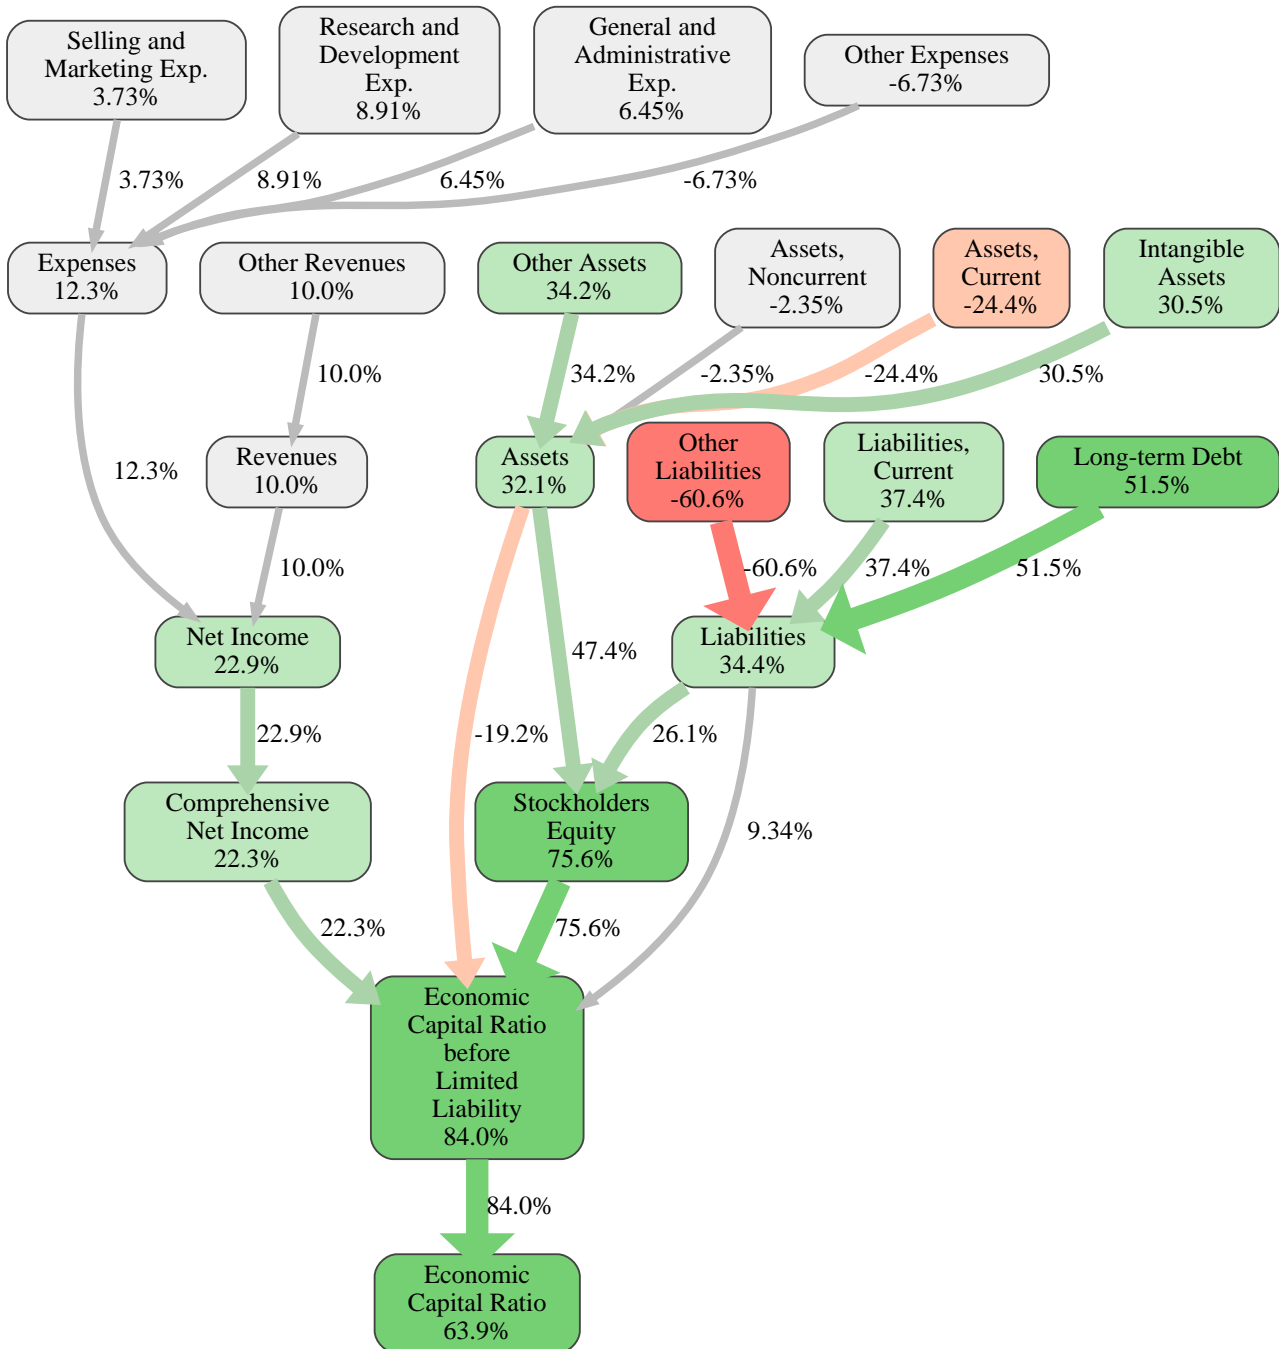 Selling and
Marketing Exp.
3.73%
Research and
Development
Exp.
8.91%
General and
Administrative
Exp.
6.45%
Other Expenses
-6.73%
3.73%
8.91%
6.45%
-6.73%
Expenses
12.3%
Other Revenues
10.0%
Other Assets
34.2%
Assets,
Noncurrent
-2.35%
Assets,
Current
-24.4%
Intangible
Assets
30.5%
10.0%
34.2%
-2.35%
-24.4%
30.5%
12.3%
Revenues
10.0%
Assets
32.1%
Other
Liabilities
-60.6%
Liabilities,
Current
37.4%
Long-term Debt
51.5%
10.0%
-60.6%
37.4%
51.5%
Net Income
22.9%
47.4%
Liabilities
34.4%
22.9%
-19.2%
26.1%
Comprehensive
Net Income
22.3%
Stockholders
Equity
75.6%
9.34%
22.3%
75.6%
Economic
Capital Ratio
before
Limited
Liability
84.0%
84.0%
Economic
Capital Ratio
63.9%